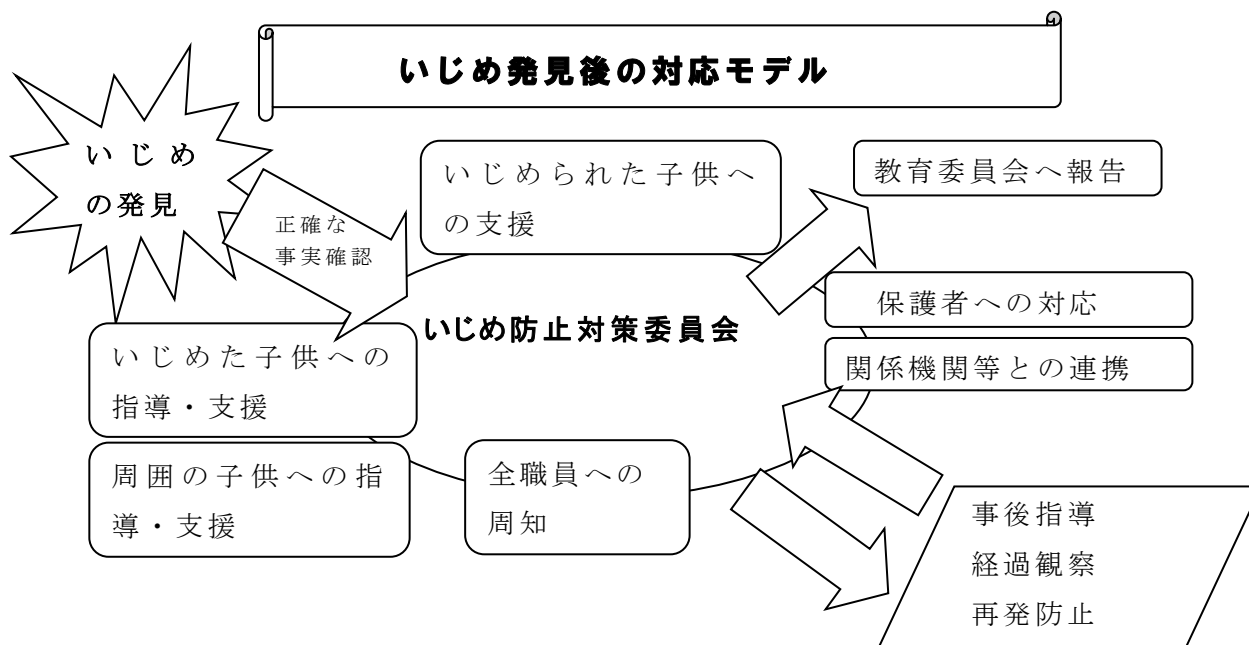 いじめ発見後の対応モデル
いじめ
の発見
正確な
事実確認
いじめられた子供へ
の支援
教育委員会へ報告
保護者への対応
関係機関等との連携
いじめ防止対策委員会
いじめた子供への
指導・支援
周囲の子供への指
導・支援
全職員への
周知
事後指導
経過観察
再発防止